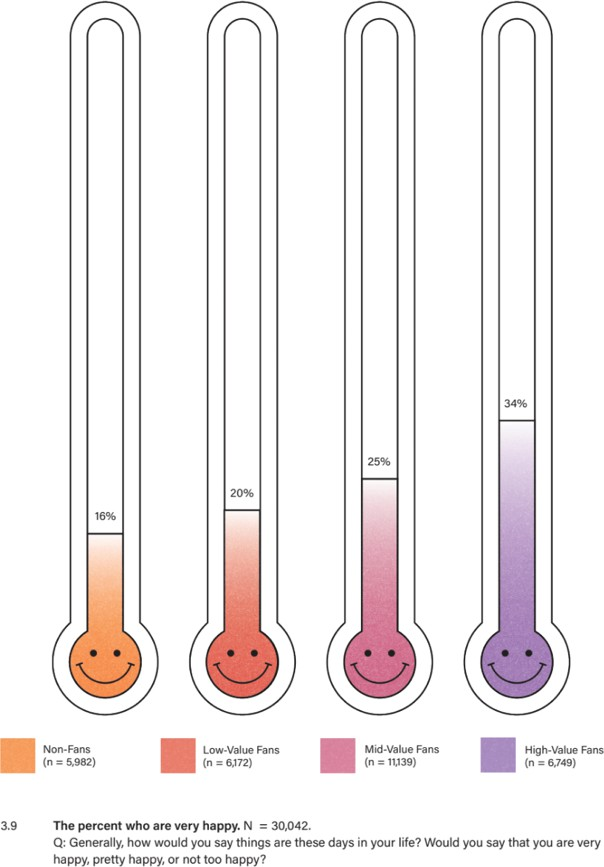 34%
25%
20%
16%
Non-Fans
(n = 5,982)
Low-Value Fans
(n = 6,172)
Mid-Value Fans
(n = 11,139)
High-Value Fans
(n = 6,749)
3.9 The percent who are very happy. N = 30,042.
Q: Generally, how would you say things are these days in your life? Would you say that you are very
happy, pretty happy, or not too happy?